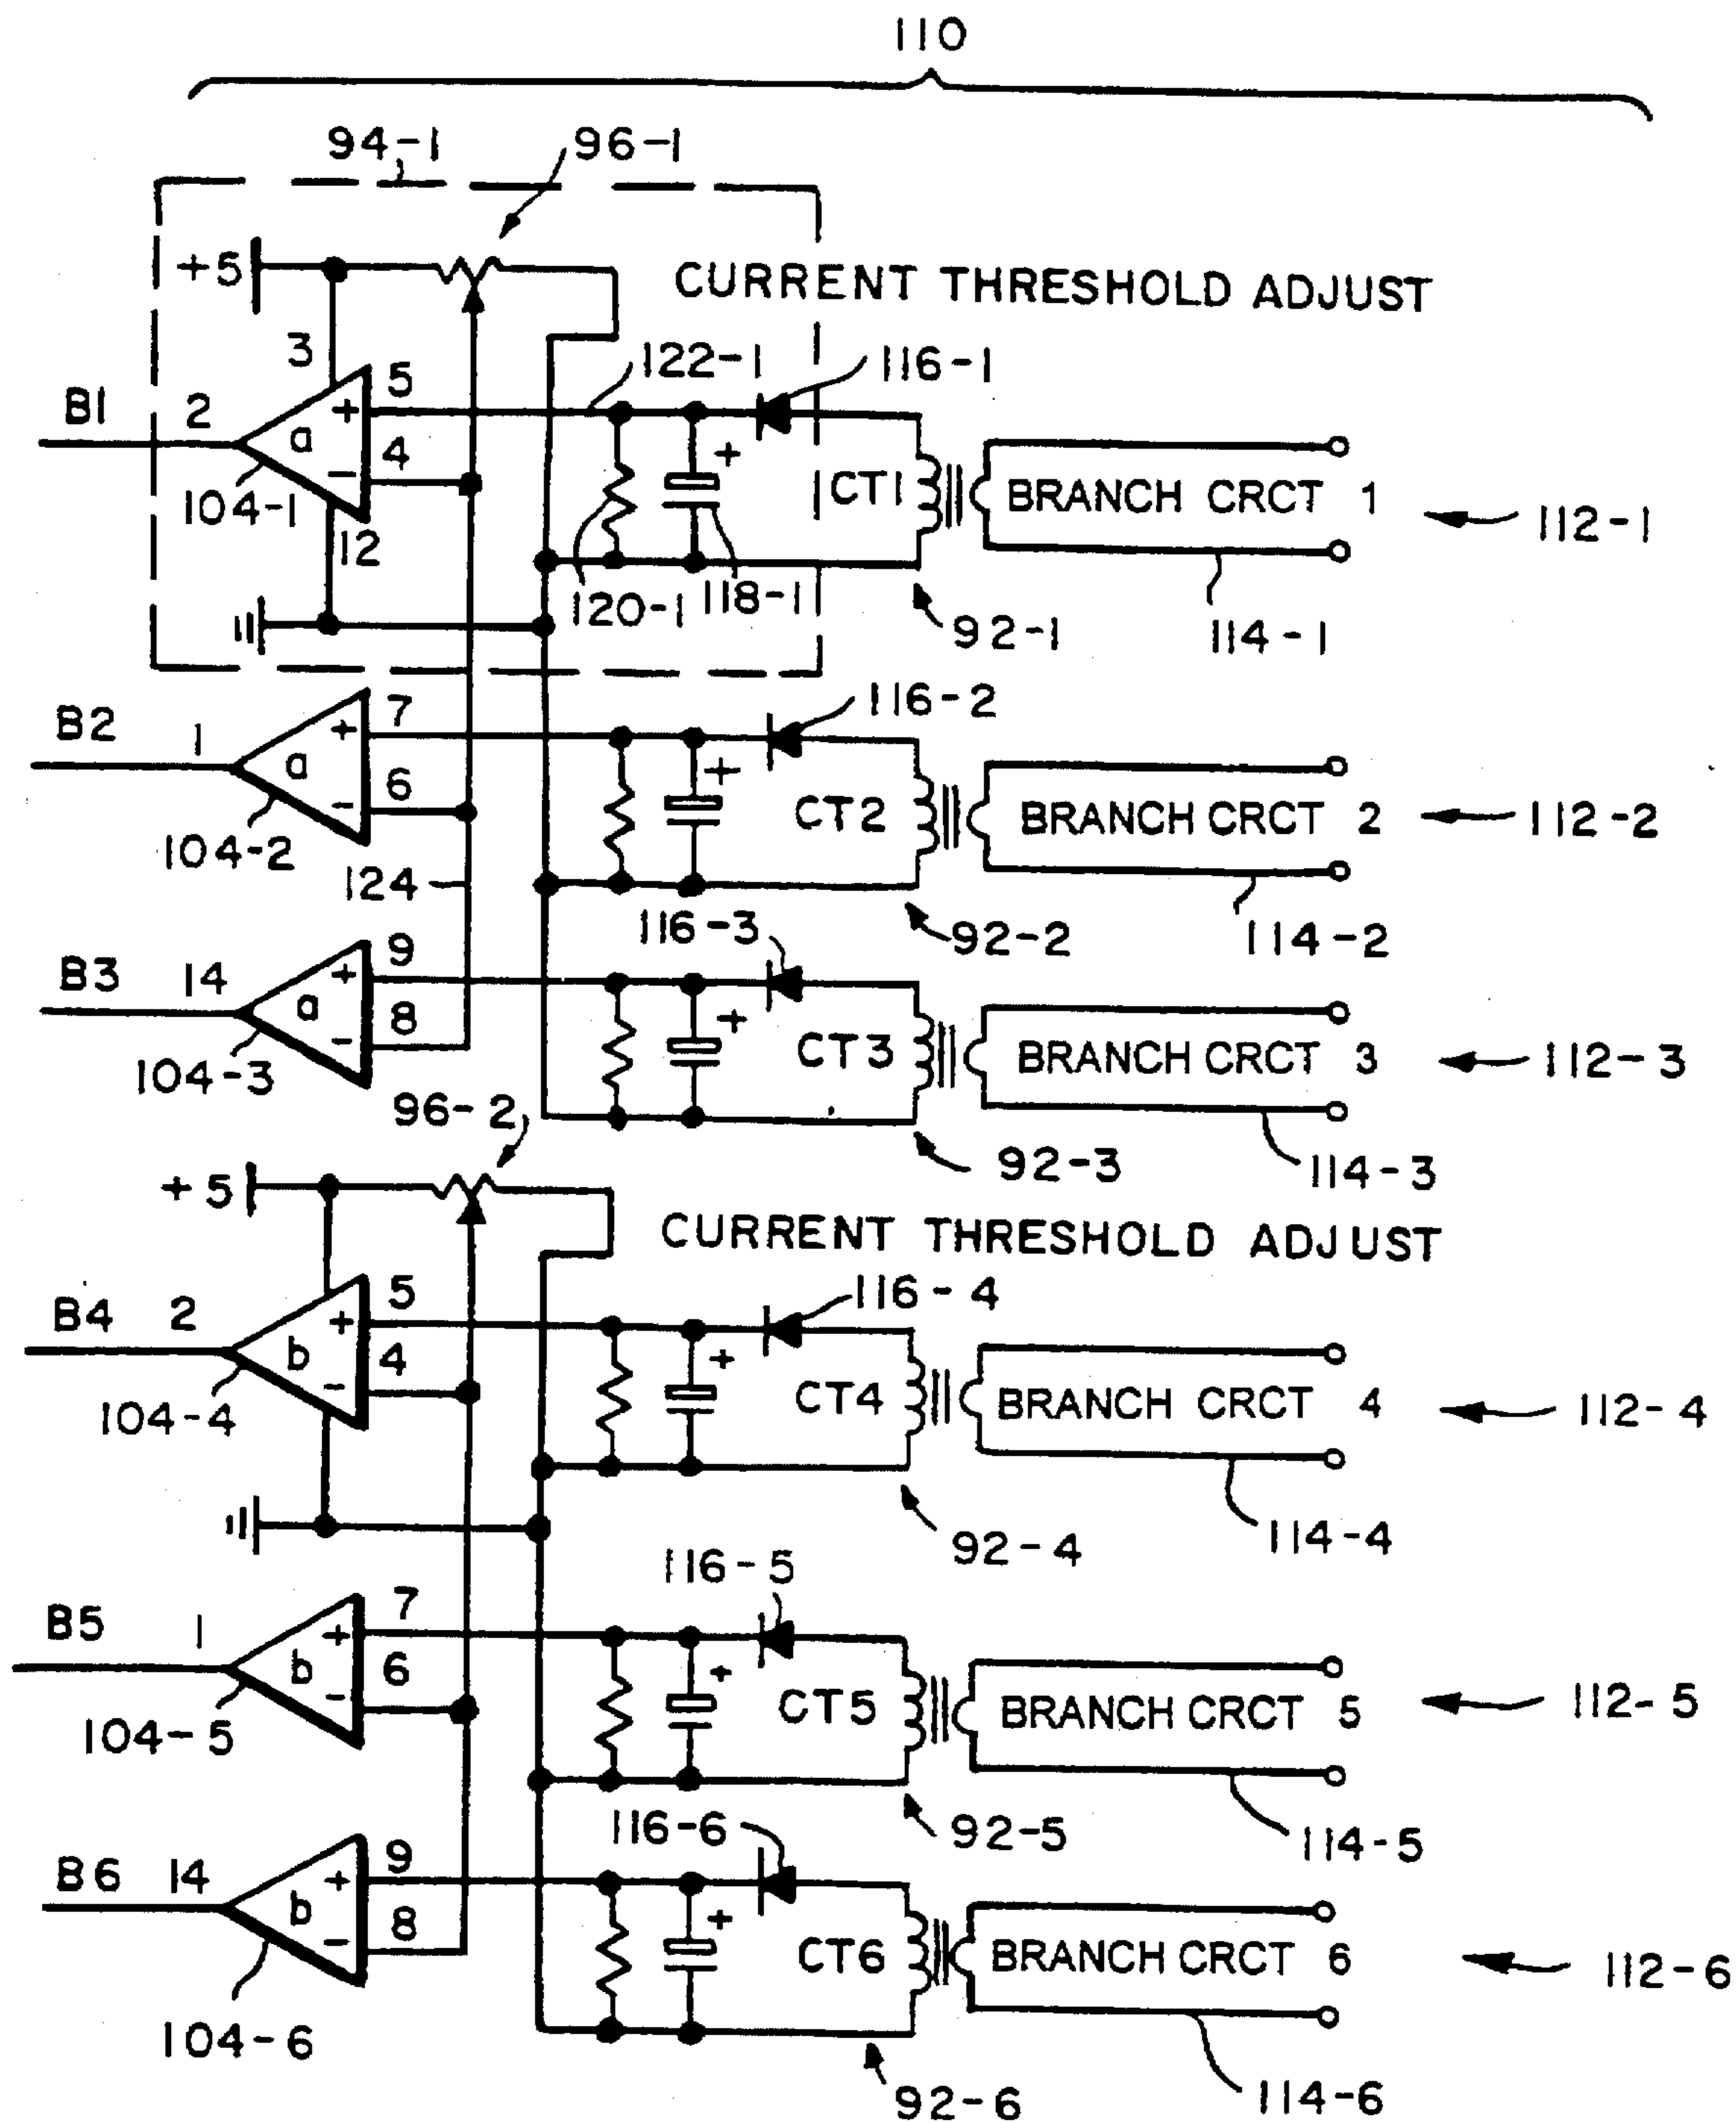 110
94-1 96-1
+5 CURRENT THRESHOLD ADJUST
3 122-1 116-1
B1 2 a + 5
- 4 + CT1 BRANCH CRCT 1 112-1
104-1 12 120-1 118-1 92-1 114-1
B2 1 a + 7 116-2
- 6 + CT2 BRANCH CRCT 2 112-2
104-2 124 116-3 92-2 114-2
B3 14 a + 9
- 8 + CT3 BRANCH CRCT 3 112-3
104-3 96-2 92-3 114-3
+5 CURRENT THRESHOLD ADJUST
B4 2 b + 5 116-4
- 4 + CT4 BRANCH CRCT 4 112-4
104-4 92-4 114-4
116-5
B5 1 b + 7
- 6 + CT5 BRANCH CRCT 5 112-5
104-5 116-6 92-5 114-5
B6 14 b + 9
- 8 + CT6 BRANCH CRCT 6 112-6
104-6 92-6 114-6